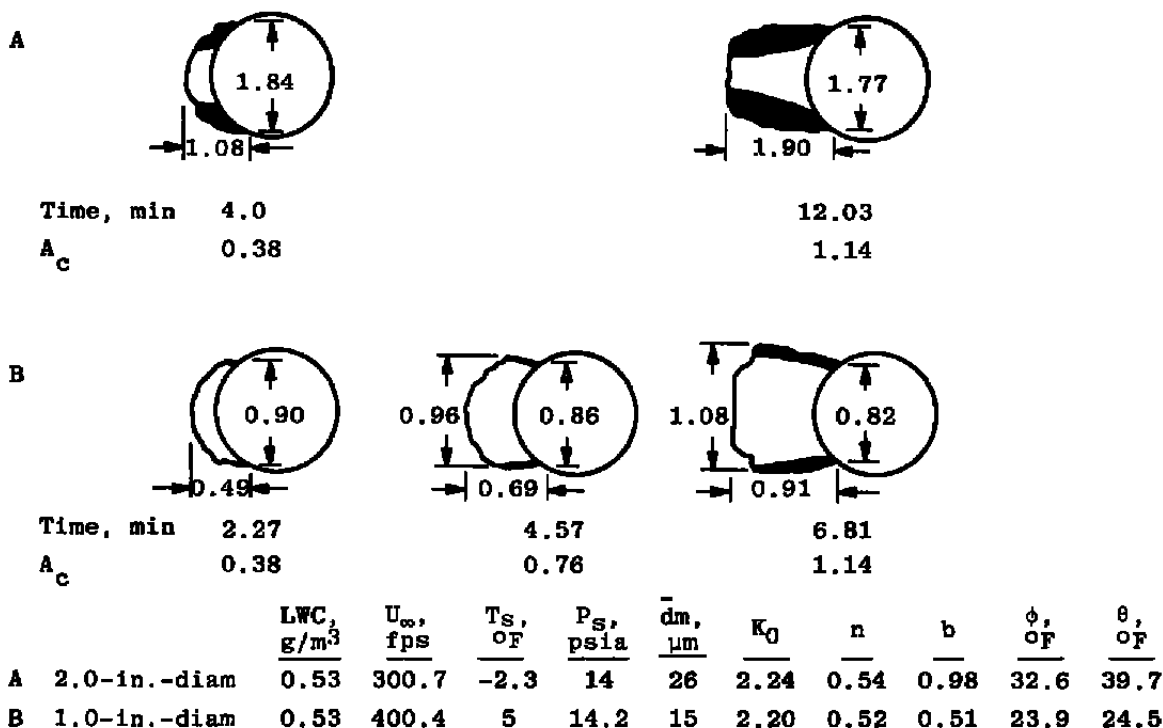 A
1.84
1.77
1.08
1.90
Time, min 4.0 12.03
A_c 0.38 1.14
B
0.90
0.96
0.86
1.08
0.82
0.49
0.69
0.91
Time, min 2.27 4.57 6.81
A_c 0.38 0.76 1.14
LWC, g/m³ U∞, fps T_S, °F P_S, psia d̄m, μm K₀ n b ϕ, °F θ, °F
A 2.0-in.-diam 0.53 300.7 -2.3 14 26 2.24 0.54 0.98 32.6 39.7
B 1.0-in.-diam 0.53 400.4 5 14.2 15 2.20 0.52 0.51 23.9 24.5